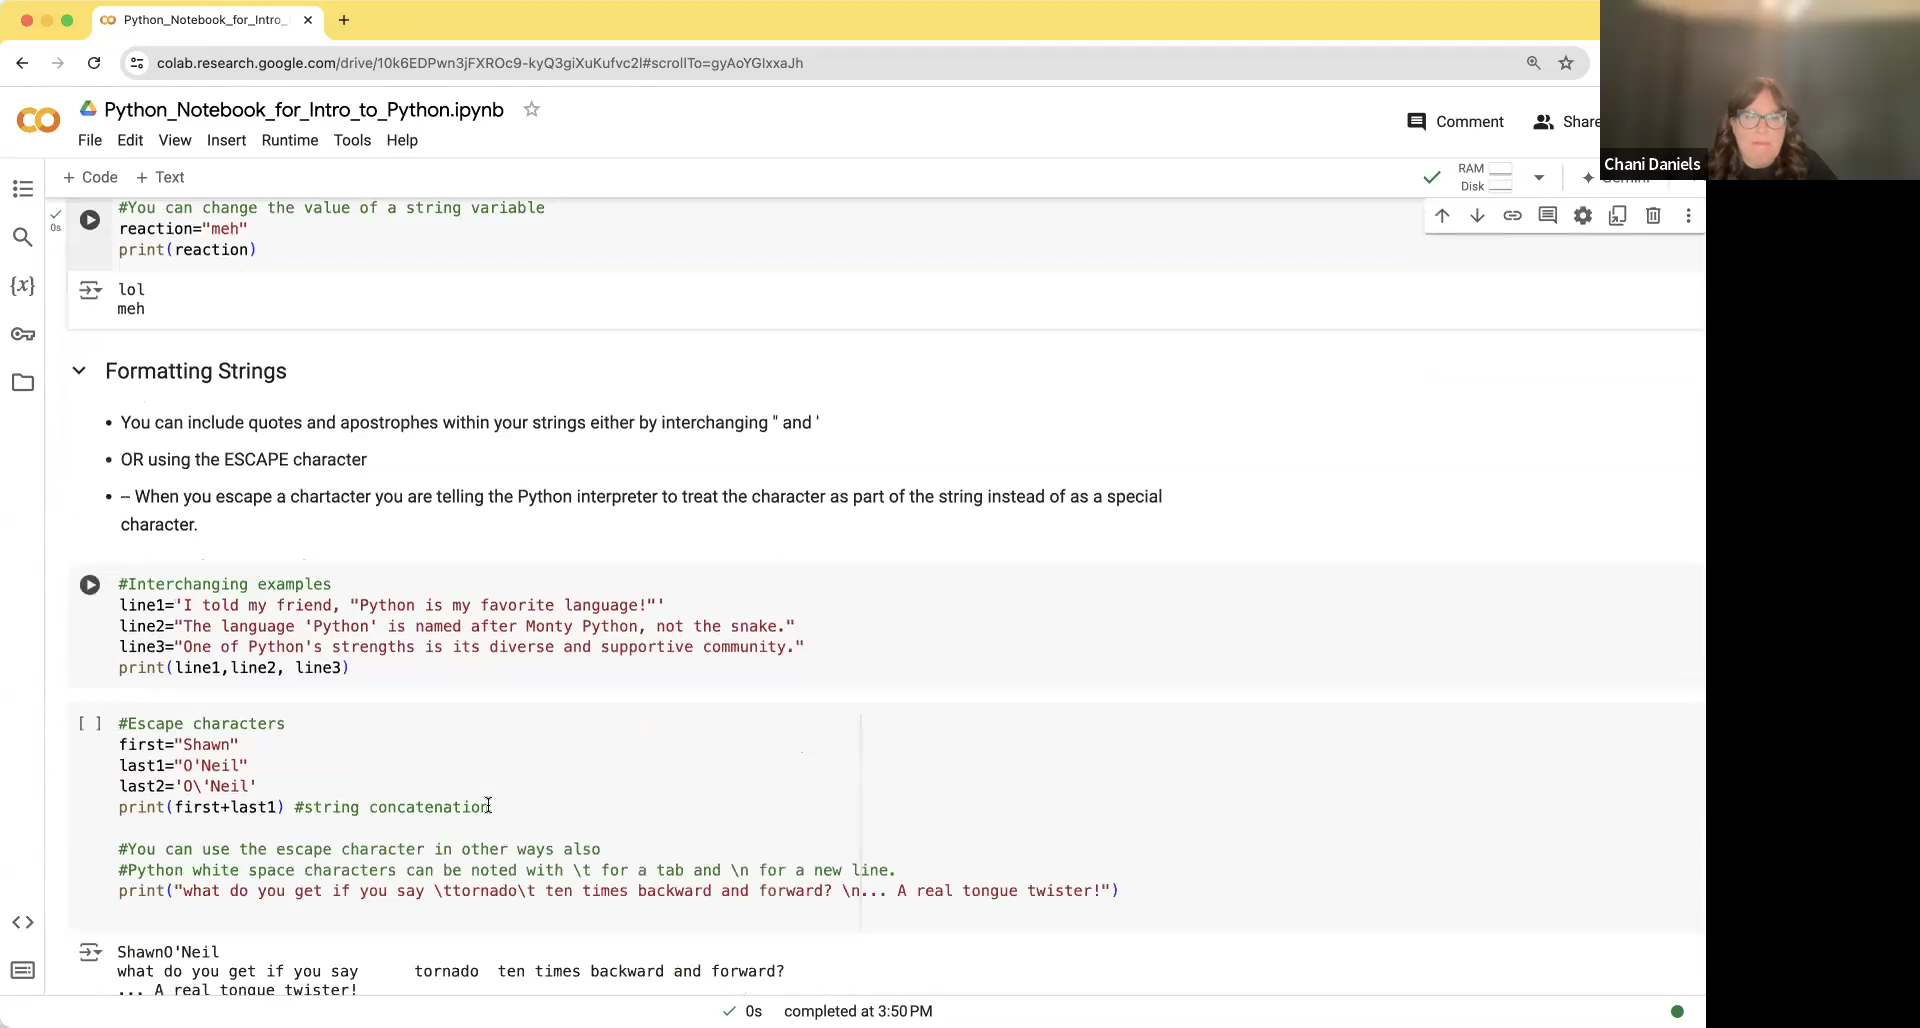 Python_Notebook_for_Intro_
colab.research.google.com/drive/10k6EDPwn3jFXROc9-kyQ3giXuKufvc2I#scrollTo=gyAoYGIxxaJh
Python_Notebook_for_Intro_to_Python.ipynb
File Edit View Insert Runtime Tools Help
Comment Share
Chani Daniels
+ Code + Text
RAM
Disk
Gemini
#You can change the value of a string variable
reaction="meh"
print(reaction)
0s
lol
meh
Formatting Strings
• You can include quotes and apostrophes within your strings either by interchanging " and '
• OR using the ESCAPE character
• -- When you escape a chartacter you are telling the Python interpreter to treat the character as part of the string instead of as a special
character.
#Interchanging examples
line1='I told my friend, "Python is my favorite language!"'
line2="The language 'Python' is named after Monty Python, not the snake."
line3="One of Python's strengths is its diverse and supportive community."
print(line1,line2, line3)
[ ] #Escape characters
first="Shawn"
last1="O'Neil"
last2='O\'Neil'
print(first+last1) #string concatenation
#You can use the escape character in other ways also
#Python white space characters can be noted with \t for a tab and \n for a new line.
print("what do you get if you say \ttornado\t ten times backward and forward? \n... A real tongue twister!")
ShawnO'Neil
what do you get if you say tornado ten times backward and forward?
... A real tongue twister!
0s completed at 3:50 PM